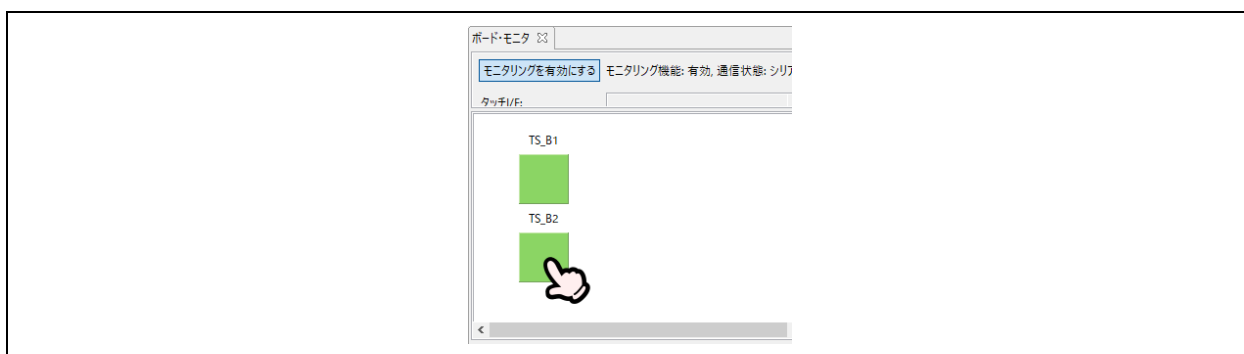 ボード・モニタ
モニタリングを有効にする モニタリング機能: 有効, 通信状態: シリア
タッチI/F:
TS_B1
TS_B2